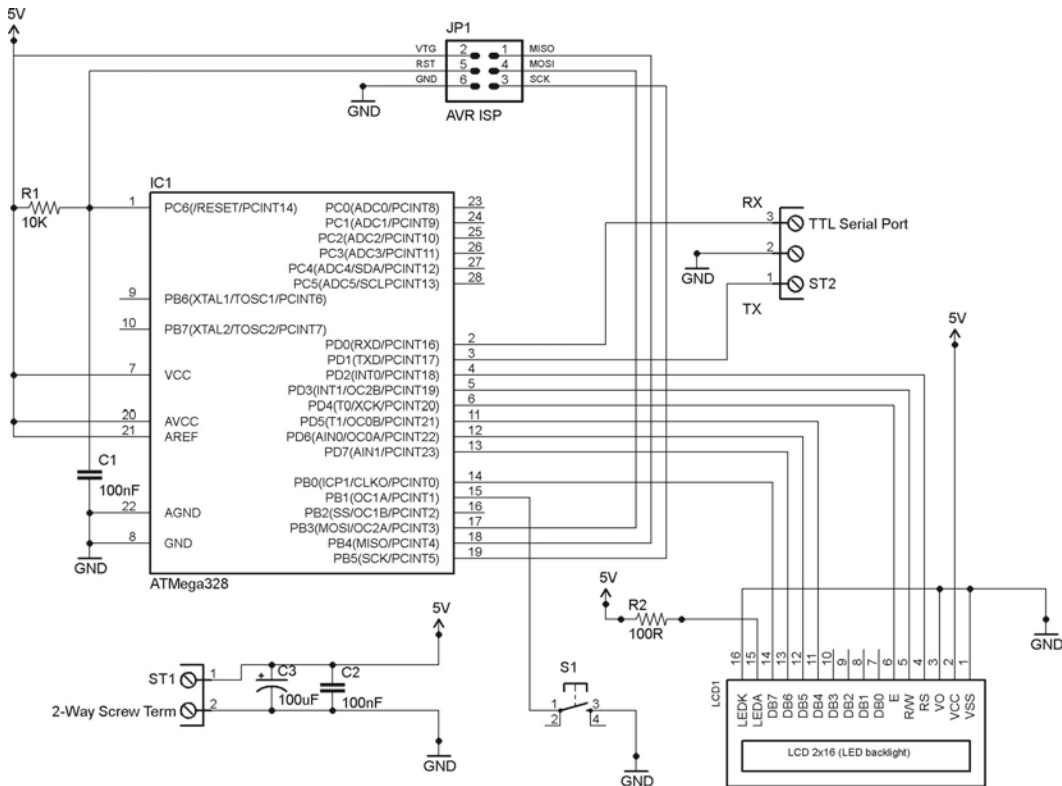 5V
JP1
VTG 2 1 MISO
RST 5 4 MOSI
GND 6 3 SCK
GND
AVR ISP
IC1
R1
10K
1 PC6(/RESET/PCINT14)
9 PB6(XTAL1/TOSC1/PCINT6)
10 PB7(XTAL2/TOSC2/PCINT7)
7 VCC
20 AVCC
21 AREF
C1
100nF
22 AGND
8 GND
GND
PC0(ADC0/PCINT8) 23
PC1(ADC1/PCINT9) 24
PC2(ADC2/PCINT10) 25
PC3(ADC3/PCINT11) 26
PC4(ADC4/SDA/PCINT12) 27
PC5(ADC5/SCLPCINT13) 28
PD0(RXD/PCINT16) 2
PD1(TXD/PCINT17) 3
PD2(INT0/PCINT18) 4
PD3(INT1/OC2B/PCINT19) 5
PD4(T0/XCK/PCINT20) 6
PD5(T1/OC0B/PCINT21) 11
PD6(AIN0/OC0A/PCINT22) 12
PD7(AIN1/PCINT23) 13
PB0(ICP1/CLKO/PCINT0) 14
PB1(OC1A/PCINT1) 15
PB2(SS/OC1B/PCINT2) 16
PB3(MOSI/OC2A/PCINT3) 17
PB4(MISO/PCINT4) 18
PB5(SCK/PCINT5) 19
ATMega328
RX
3 TTL Serial Port
2
GND
1 ST2
TX
5V
5V
R2
100R
GND
5V
ST1 1
2-Way Screw Term 2
C3
100uF
C2
100nF
GND
S1
1 3
2 4
GND
LCD1
16 15 14 13 12 11 10 9 8 7 6 5 4 3 2 1
LEDK LEDA DB7 DB6 DB5 DB4 DB3 DB2 DB1 DB0 E R/W RS VO VCC VSS
LCD 2x16 (LED backlight)